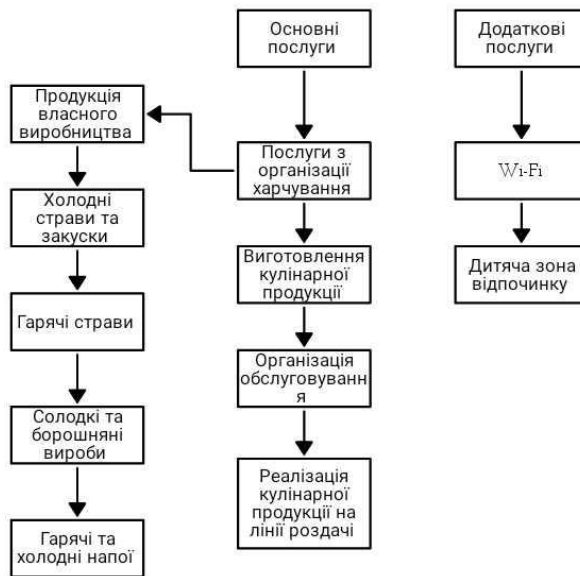 Основні
послуги
Додаткові
послуги
Продукція
власного
виробництва
Послуги з
організації
харчування
Wi-Fi
Холодні
страви та
закуски
Виготовлення
кулінарної
продукції
Дитяча зона
відпочинку
Гарячі страви
Організація
обслуговуванн
я
Солодкі та
борошняні
вироби
Реалізація
кулінарної
продукції на
лінії роздачі
Гарячі та
холодні напої